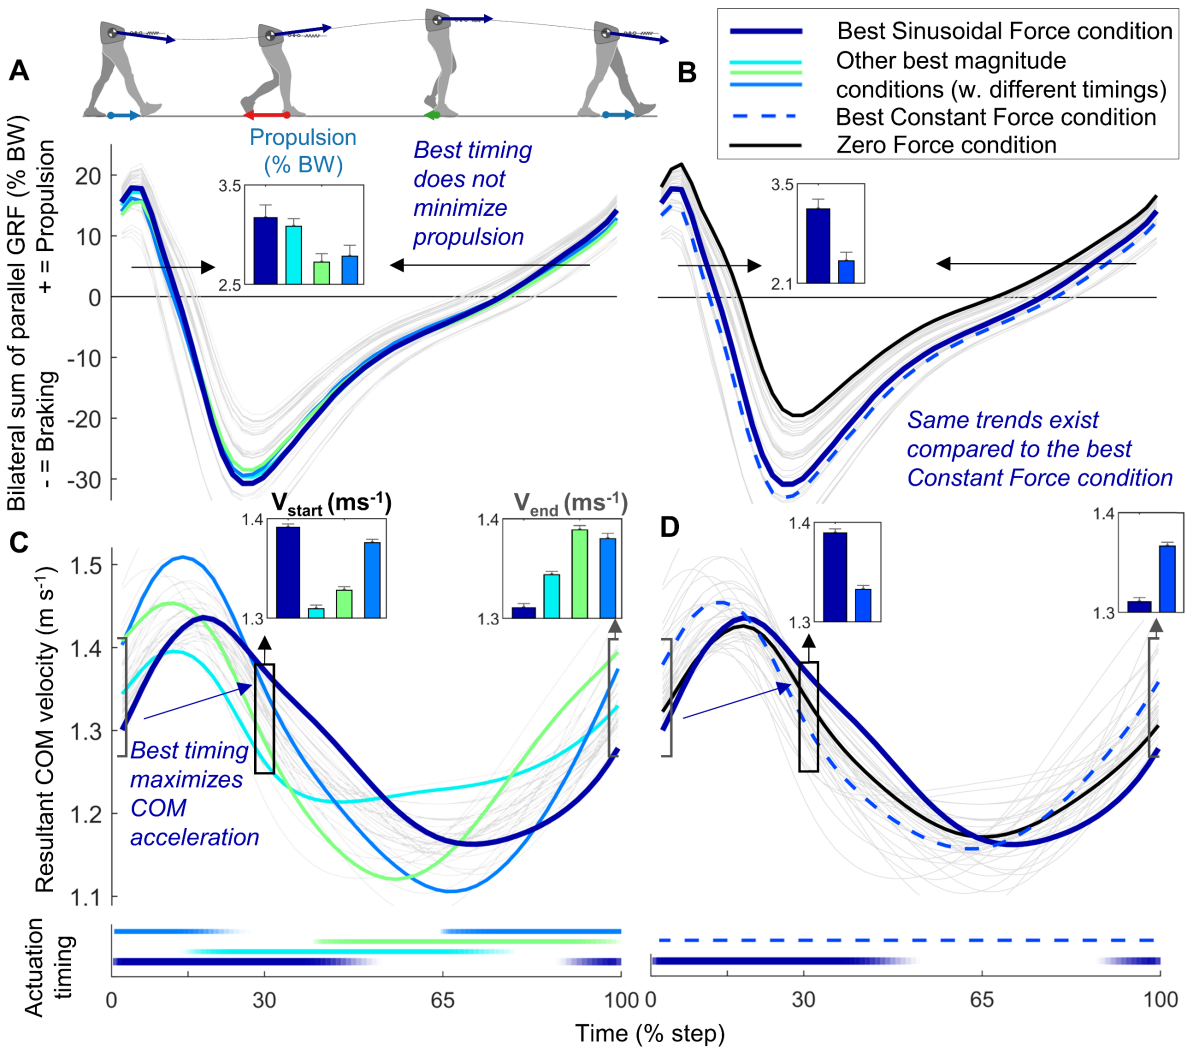 A
B
Best Sinusoidal Force condition
Other best magnitude
conditions (w. different timings)
Best Constant Force condition
Zero Force condition
Bilateral sum of parallel GRF (% BW)
- = Braking
+ = Propulsion
20
10
0
-10
-20
-30
Propulsion
(% BW)
3.5
2.5
Best timing
does not
minimize
propulsion
3.5
2.1
Same trends exist
compared to the best
Constant Force condition
C
D
Resultant COM velocity (m s-1)
1.5
1.4
1.3
1.2
1.1
Vstart (ms-1)
1.4
1.3
Vend (ms-1)
1.4
1.3
Best timing
maximizes
COM
acceleration
1.4
1.3
1.4
1.3
Actuation
timing
0
30
65
100
0
30
65
100
Time (% step)